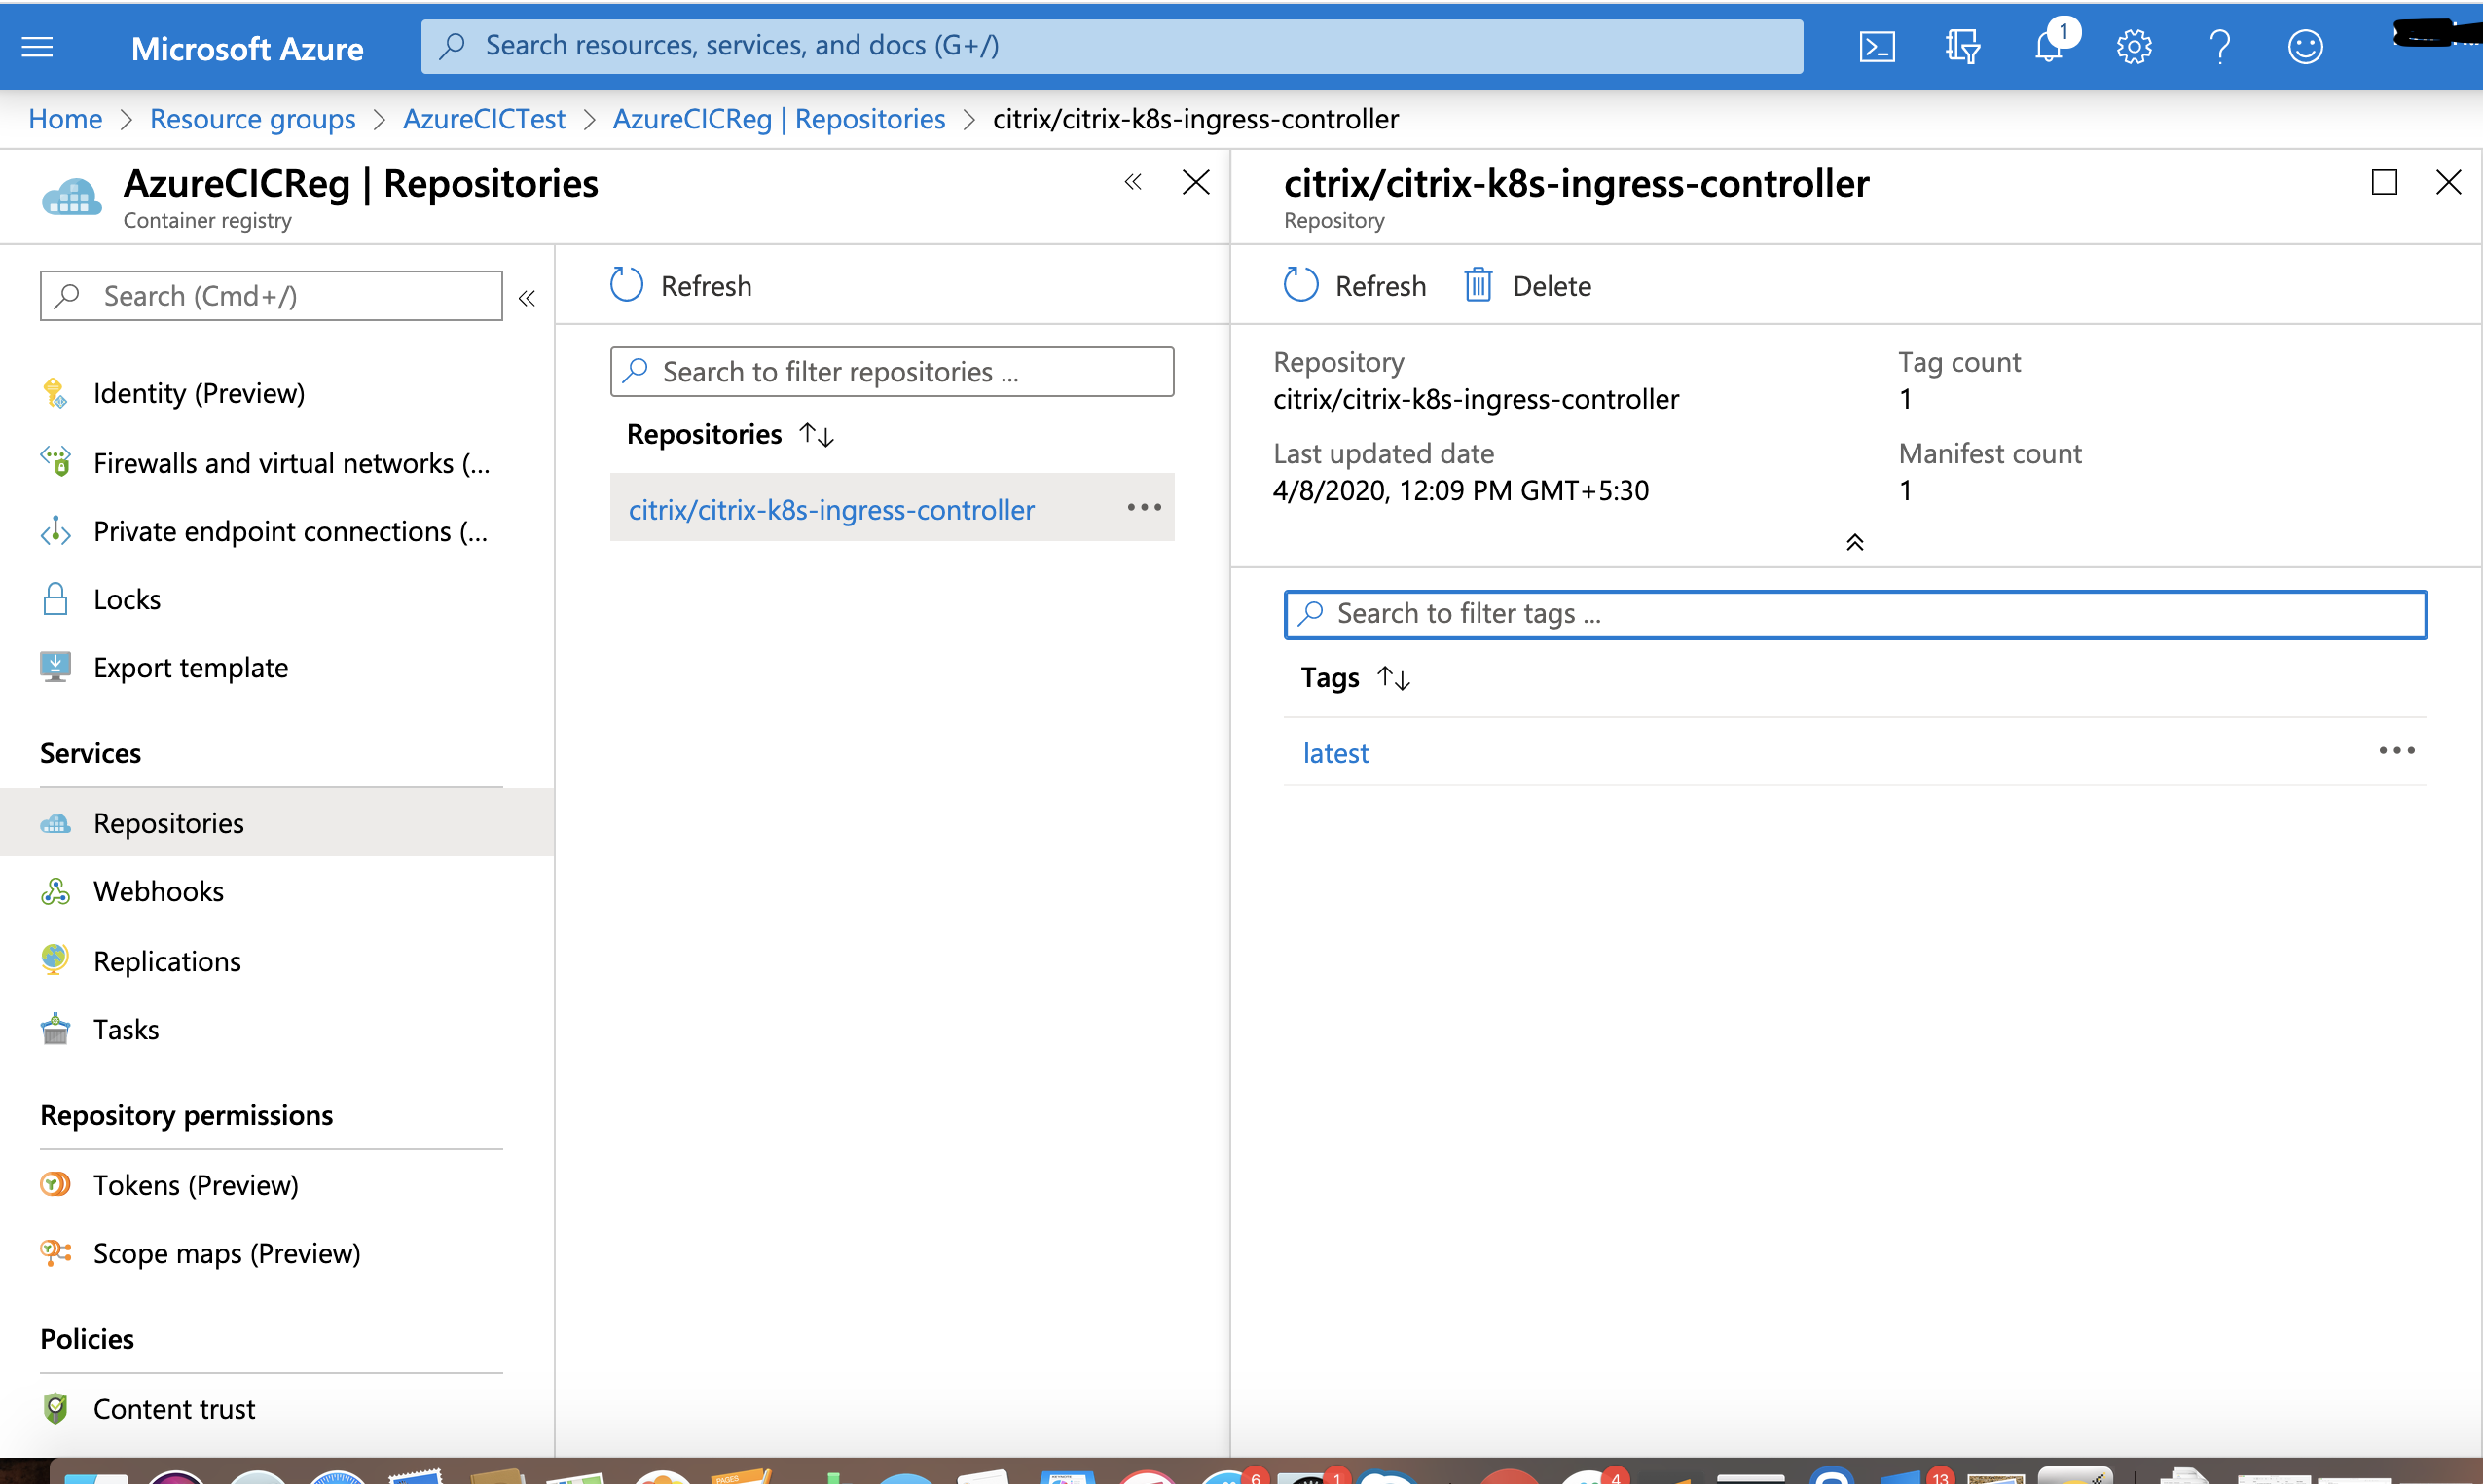 Microsoft Azure
Search resources, services, and docs (G+/)
1
Home > Resource groups > AzureCICTest > AzureCICReg | Repositories > citrix/citrix-k8s-ingress-controller
AzureCICReg | Repositories
Container registry
Search (Cmd+/)
Identity (Preview)
Firewalls and virtual networks (...
Private endpoint connections (...
Locks
Export template
Services
Repositories
Webhooks
Replications
Tasks
Repository permissions
Tokens (Preview)
Scope maps (Preview)
Policies
Content trust
Refresh
Search to filter repositories ...
Repositories
citrix/citrix-k8s-ingress-controller
citrix/citrix-k8s-ingress-controller
Repository
Refresh
Delete
Repository
citrix/citrix-k8s-ingress-controller
Tag count
1
Last updated date
4/8/2020, 12:09 PM GMT+5:30
Manifest count
1
Search to filter tags ...
Tags
latest
PAGES
6
1
4
13